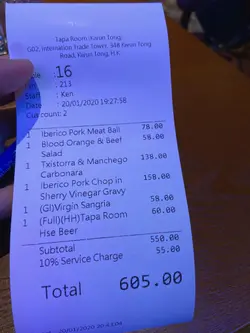 Tapa Room (Kwun Tong)
G02, Internation Trade Tower, 348 Kwun Tong
Road, Kwun Tong, H.K.
: 16
: 213
Staff : Ken
Date : 20/01/2020 19:27:58
Cus count: 2
1 Iberico Pork Meat Ball 78.00
1 Blood Orange & Beef 58.00
Salad
1 Txistorra & Manchego 138.00
Carbonara
1 Iberico Pork Chop in 158.00
Sherry Vinegar Gravy
1 (Gl)Virgin Sangria 58.00
1 (Full)(HH)Tapa Room 60.00
Hse Beer
Subtotal 550.00
10% Service Charge 55.00
Total 605.00